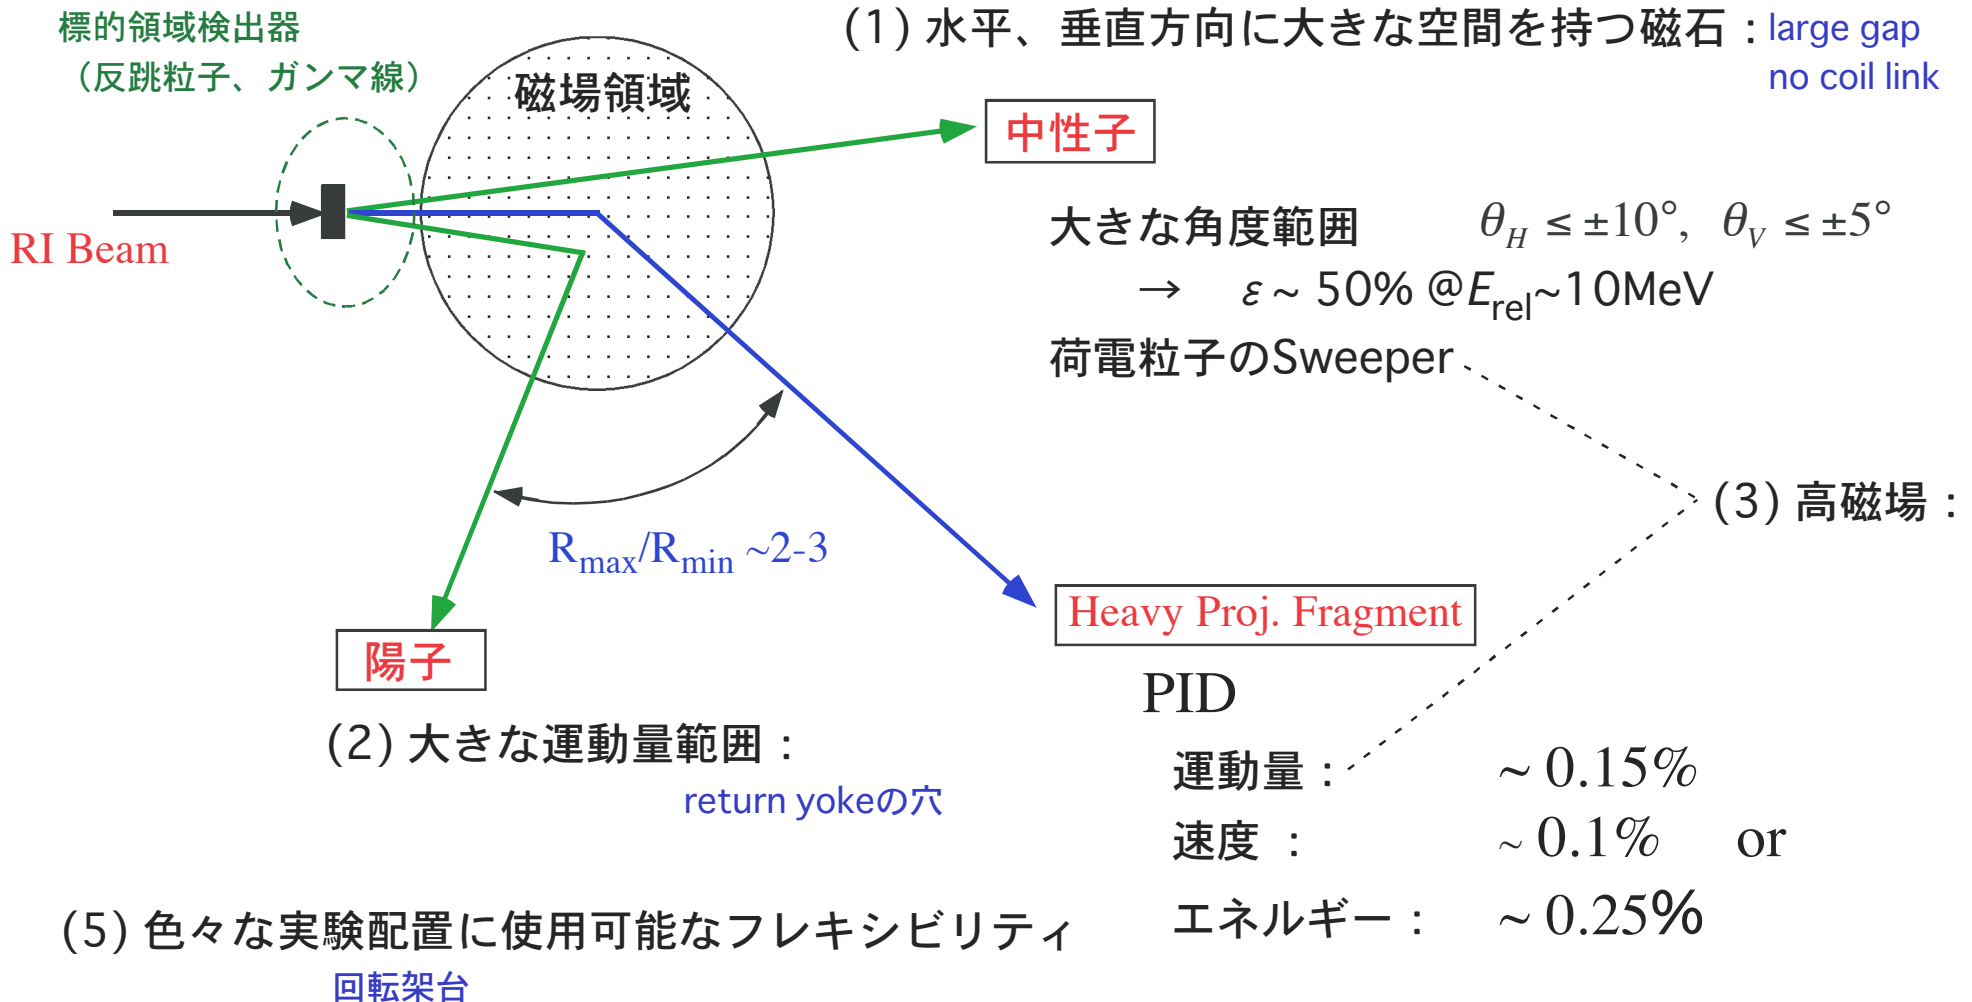 標的領域検出器
（反跳粒子、ガンマ線）
(1) 水平、垂直方向に大きな空間を持つ磁石：large gap
no coil link
磁場領域
中性子
RI Beam
大きな角度範囲 θH ≤ ±10°, θV ≤ ±5°
→ ε ~ 50% @Erel~10MeV
荷電粒子のSweeper
(3) 高磁場：
Rmax/Rmin ~2-3
Heavy Proj. Fragment
陽子
PID
(2) 大きな運動量範囲：
return yokeの穴
運動量： ~ 0.15%
速度 ： ~ 0.1% or
エネルギー： ~ 0.25%
(5) 色々な実験配置に使用可能なフレキシビリティ
回転架台